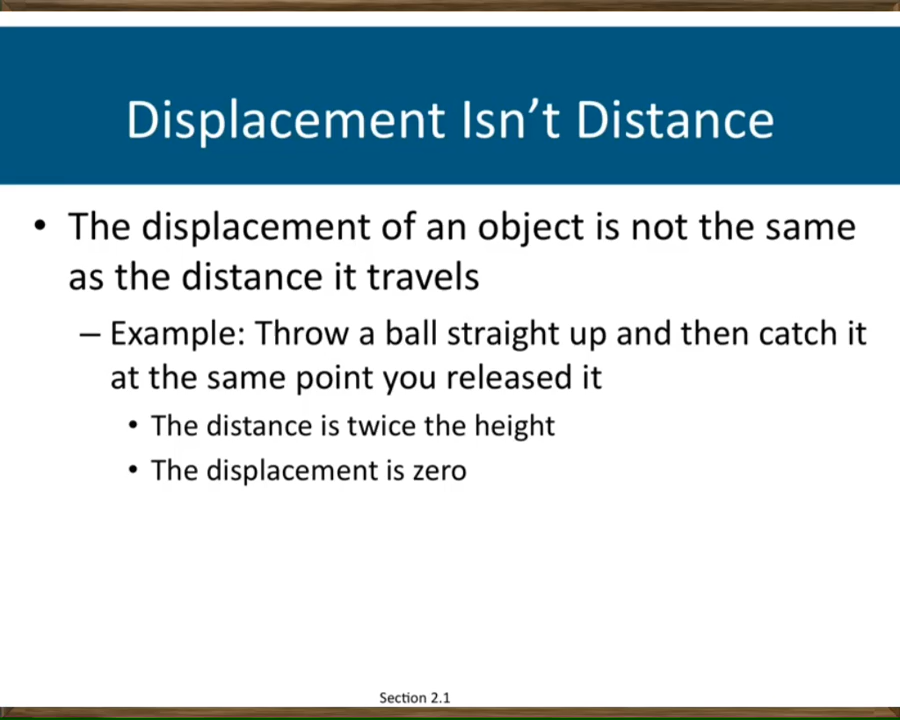 Displacement Isn’t Distance
• The displacement of an object is not the same
as the distance it travels
– Example: Throw a ball straight up and then catch it
at the same point you released it
• The distance is twice the height
• The displacement is zero
Section 2.1